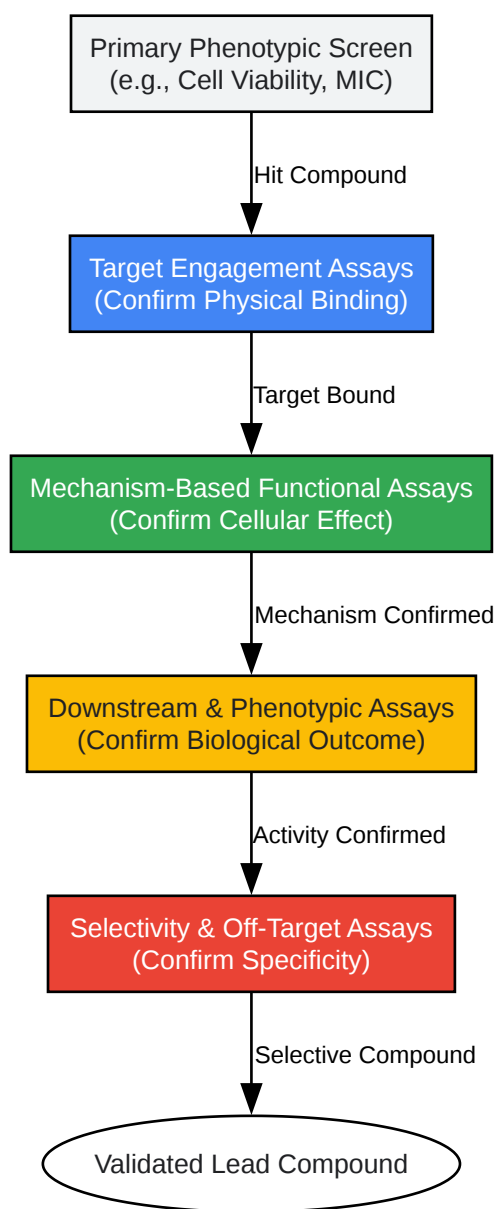 Primary Phenotypic Screen
(e.g., Cell Viability, MIC)
Hit Compound
Target Engagement Assays
(Confirm Physical Binding)
Target Bound
Mechanism-Based Functional Assays
(Confirm Cellular Effect)
Mechanism Confirmed
Downstream & Phenotypic Assays
(Confirm Biological Outcome)
Activity Confirmed
Selectivity & Off-Target Assays
(Confirm Specificity)
Selective Compound
Validated Lead Compound